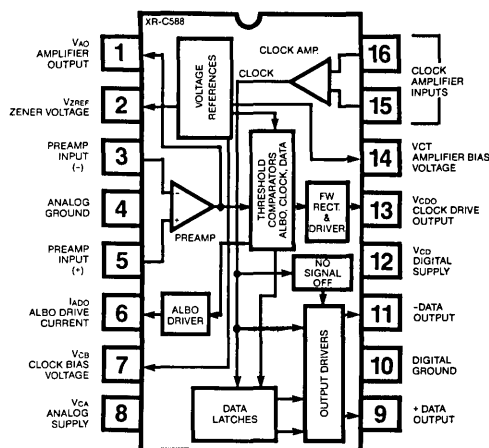 XR-C588
VAO
AMPLIFIER
OUTPUT
1
VZREF
ZENER VOLTAGE
2
PREAMP
INPUT
(-)
3
ANALOG
GROUND
4
PREAMP
INPUT
(+)
5
IADO
ALBO DRIVE
CURRENT
6
VCB
CLOCK BIAS
VOLTAGE
7
VCA
ANALOG
SUPPLY
8
VOLTAGE
REFERENCES
CLOCK AMP.
CLOCK
THRESHOLD
COMPARATORS
ALBO, CLOCK, DATA
FW
RECT.
&
DRIVER
-
+
PREAMP
NO
SIGNAL
OFF
ALBO
DRIVER
OUTPUT DRIVERS
DATA
LATCHES
16
CLOCK
AMPLIFIER
INPUTS
15
14
VCT
AMPLIFIER BIAS
VOLTAGE
13
VCDO
CLOCK DRIVE
OUTPUT
12
VCD
DIGITAL
SUPPLY
11
-DATA
OUTPUT
10
DIGITAL
GROUND
9
+ DATA
OUTPUT